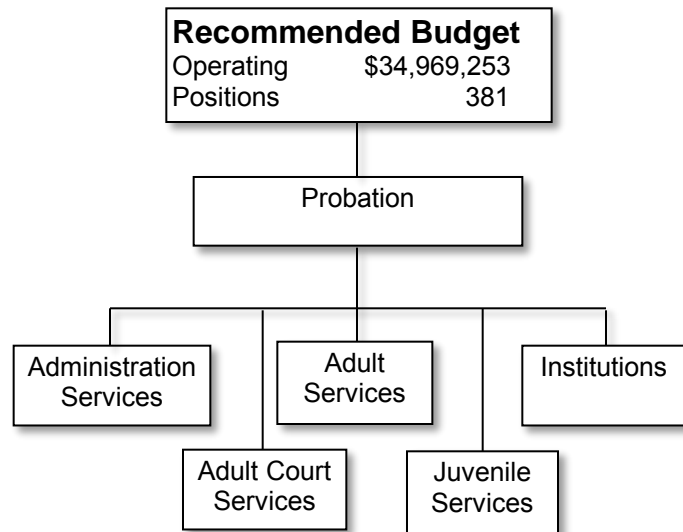 Recommended Budget
Operating $34,969,253
Positions 381
Probation
Administration
Services
Adult
Services
Institutions
Adult Court
Services
Juvenile
Services